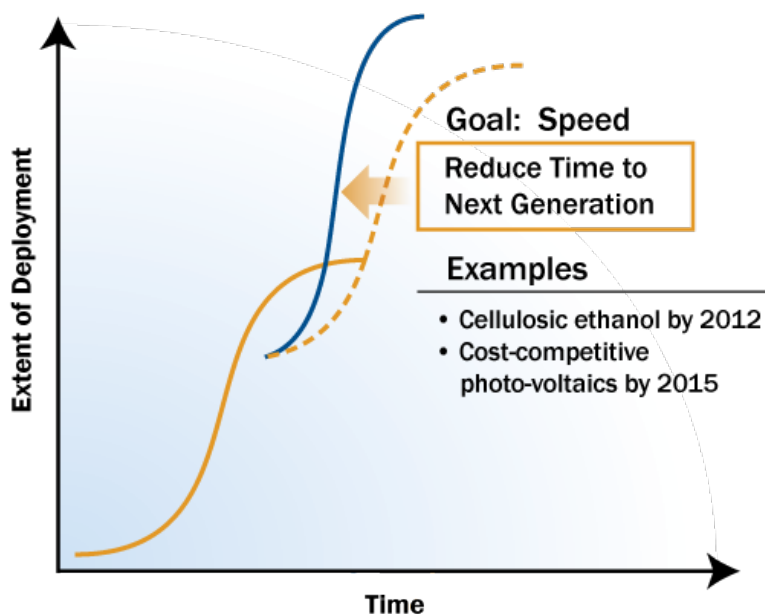 Extent of Deployment
Goal: Speed
Reduce Time to
Next Generation
Examples
• Cellulosic ethanol by 2012
• Cost-competitive
photo-voltaics by 2015
Time